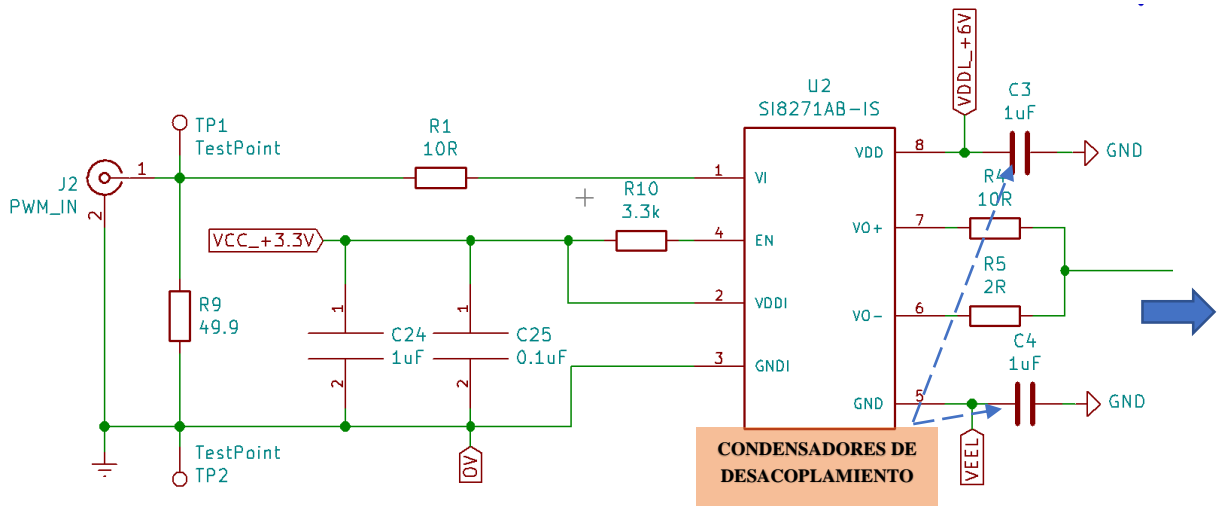 VDDL_+6V
U2
SI8271AB-IS
C3
1uF
TP1
TestPoint
R1
10R
J2
PWM_IN
1
2
1
VI
VDD
8
GND
R10
3.3k
R4
10R
VCC_+3.3V
4
EN
VO+
7
R5
2R
2
VDDI
VO-
6
R9
49.9
1
1
C24
1uF
C25
0.1uF
2
2
3
GNDI
C4
1uF
GND
5
GND
TestPoint
TP2
0V
VEEL
CONDENSADORES DE
DESACOPLAMIENTO